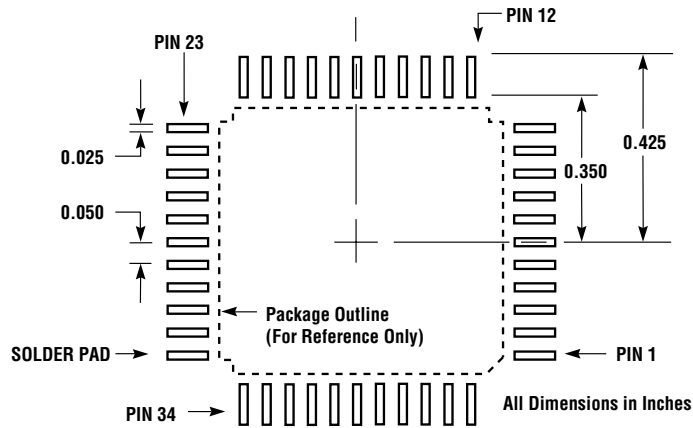 PIN 12
PIN 23
0.025
0.425
0.350
0.050
Package Outline
(For Reference Only)
SOLDER PAD
PIN 1
PIN 34
All Dimensions in Inches